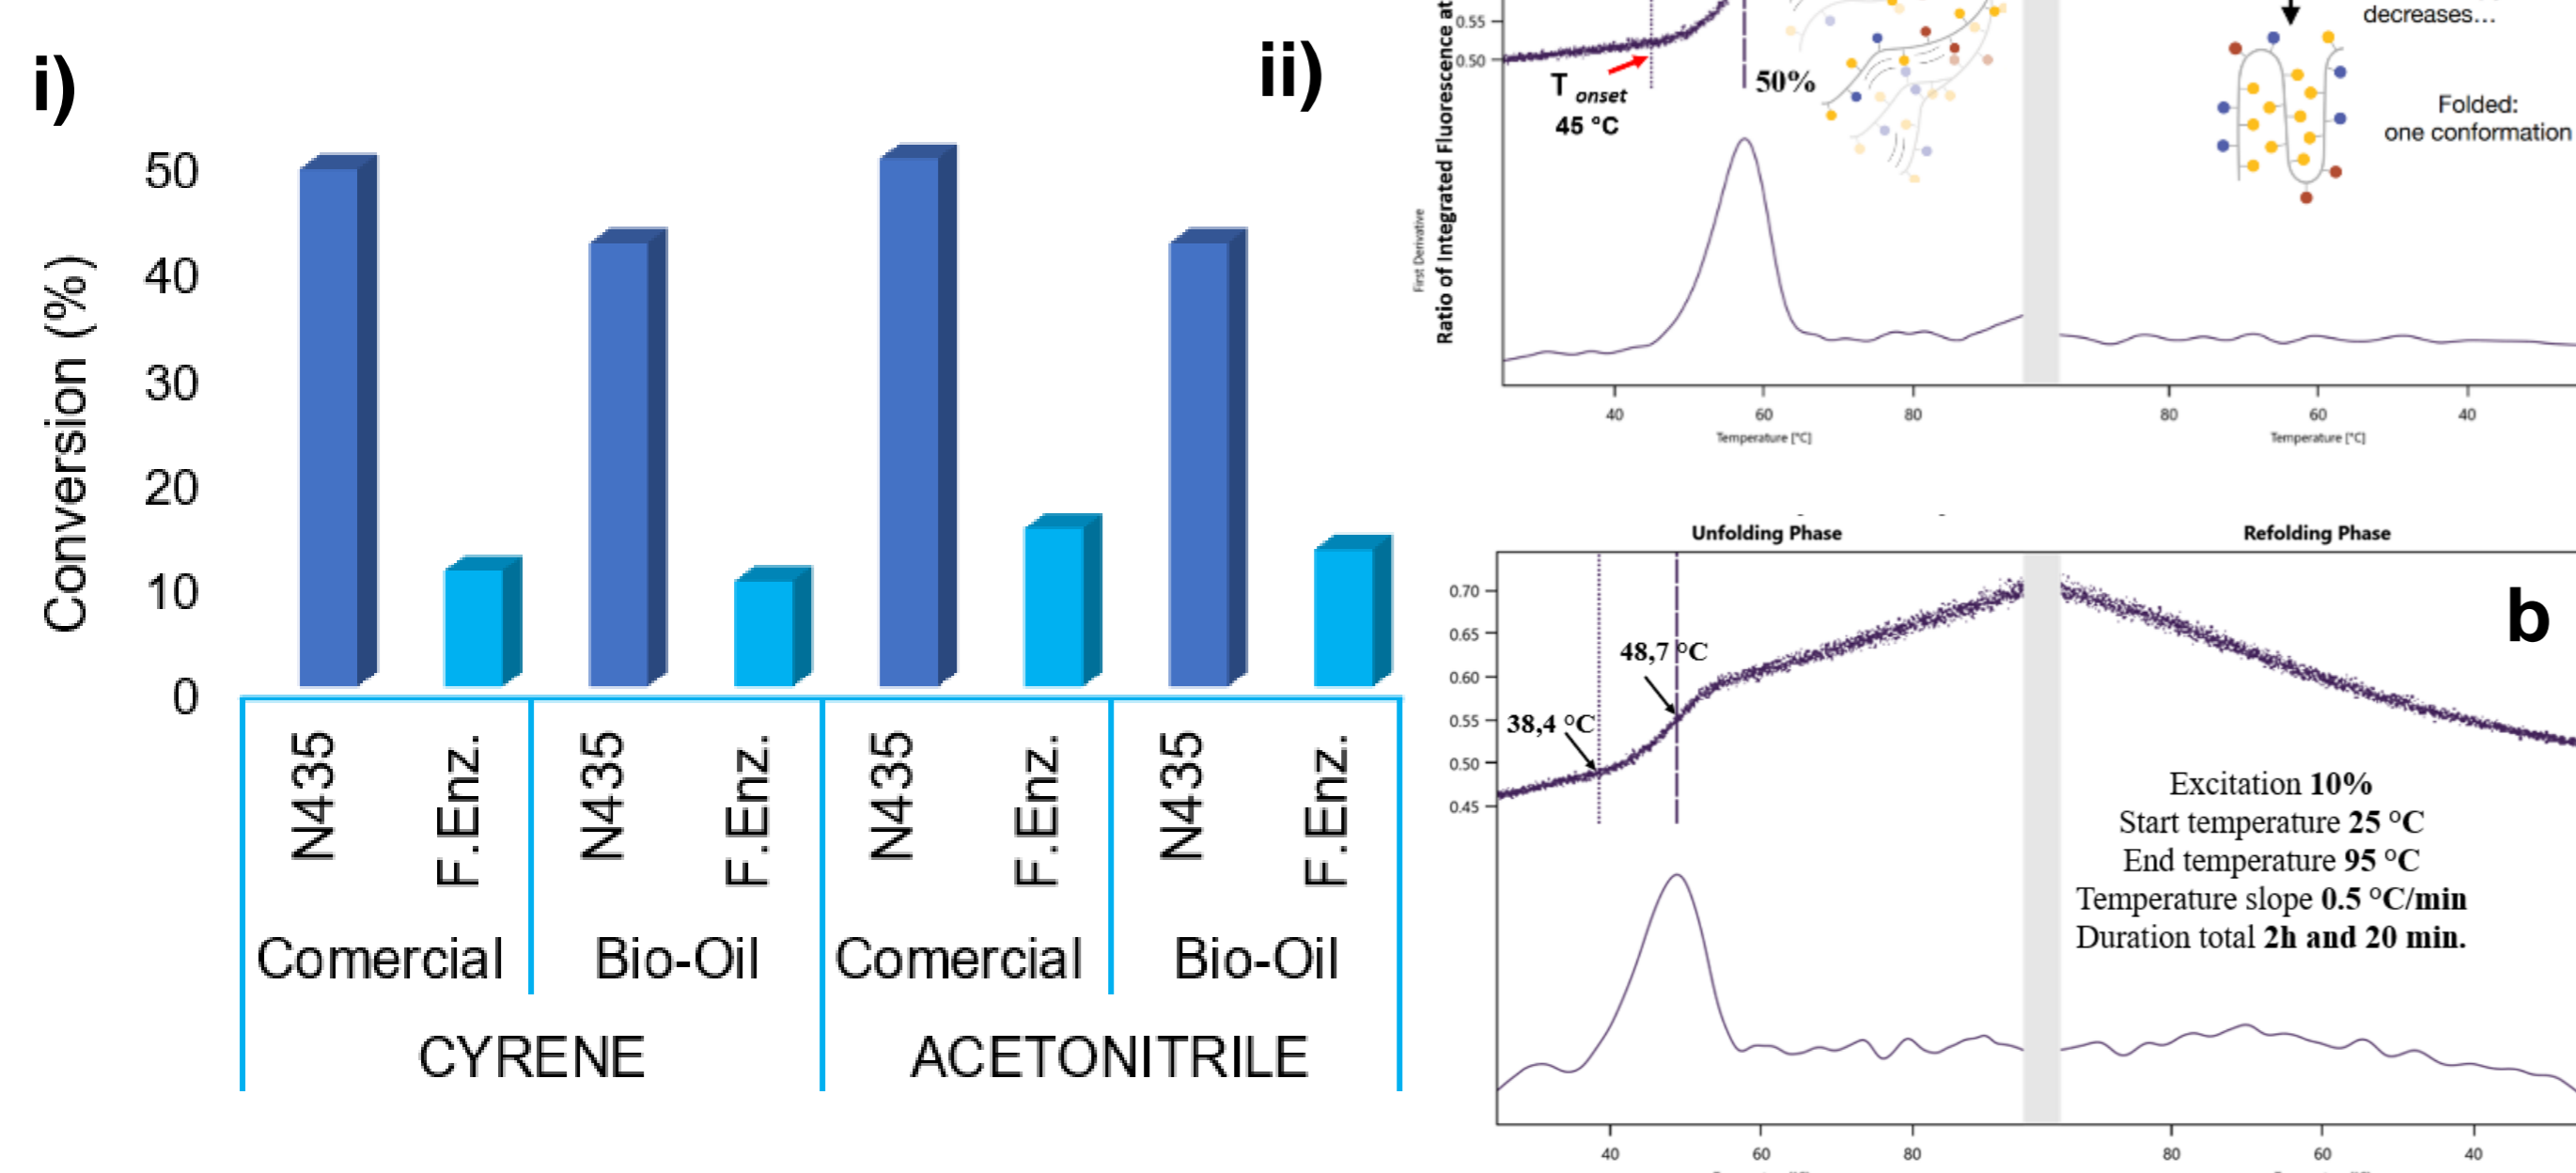 i)
Conversion (%)
50
40
30
20
10
0
N435
F.Enz.
N435
F.Enz.
N435
F.Enz.
N435
F.Enz.
Comercial
Bio-Oil
Comercial
Bio-Oil
CYRENE
ACETONITRILE
ii)
First Derivative
Ratio of Integrated Fluorescence at
0.55
0.50
T onset
45 °C
50%
decreases...
Folded:
one conformation
40 60 80 80 60 40
Temperature [°C] Temperature [°C]
Unfolding Phase Refolding Phase
b
0.70
0.65
0.60
0.55
0.50
0.45
48,7 °C
38,4 °C
Excitation 10%
Start temperature 25 °C
End temperature 95 °C
Temperature slope 0.5 °C/min
Duration total 2h and 20 min.
40 60 80 80 60 40